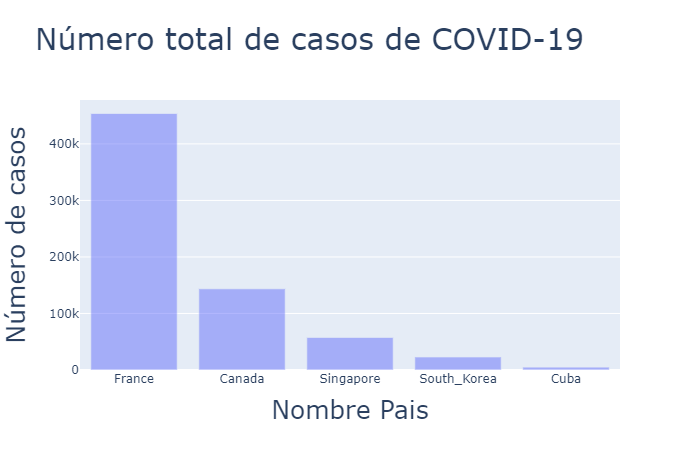 Número total de casos de COVID-19
Número de casos
400k
300k
200k
100k
0
France Canada Singapore South_Korea Cuba
Nombre Pais